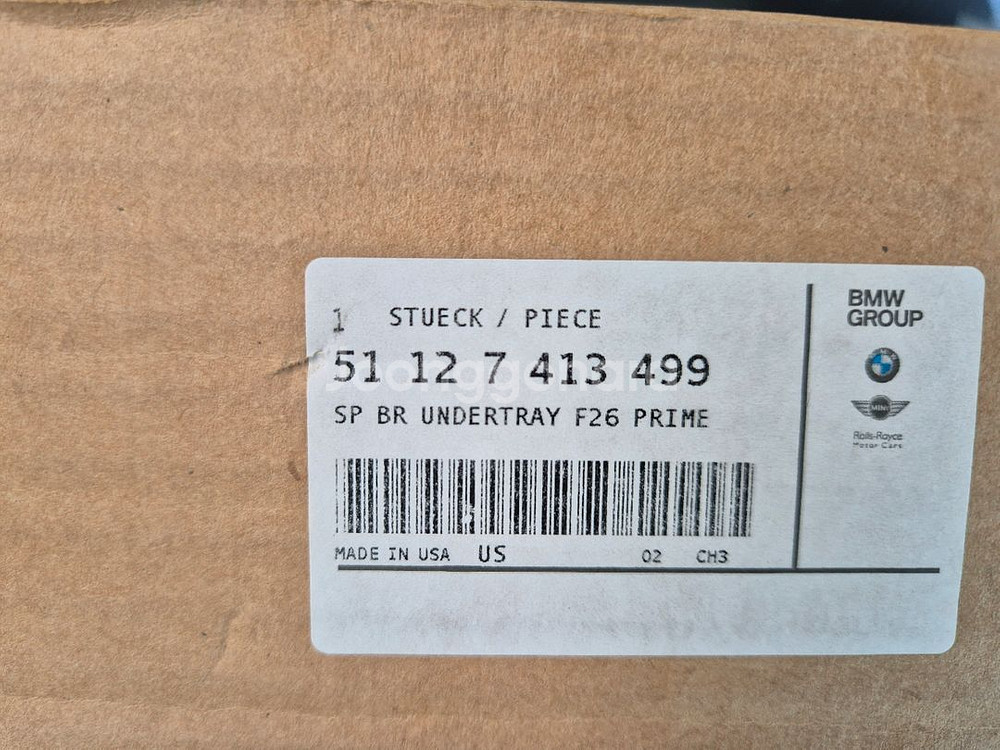 1 STUECK / PIECE
51 12 7 413 499
SP BR UNDERTRAY F26 PRIME
MADE IN USA US 02 CH3
BMW
GROUP
MINI
Rolls-Royce
Motor Cars